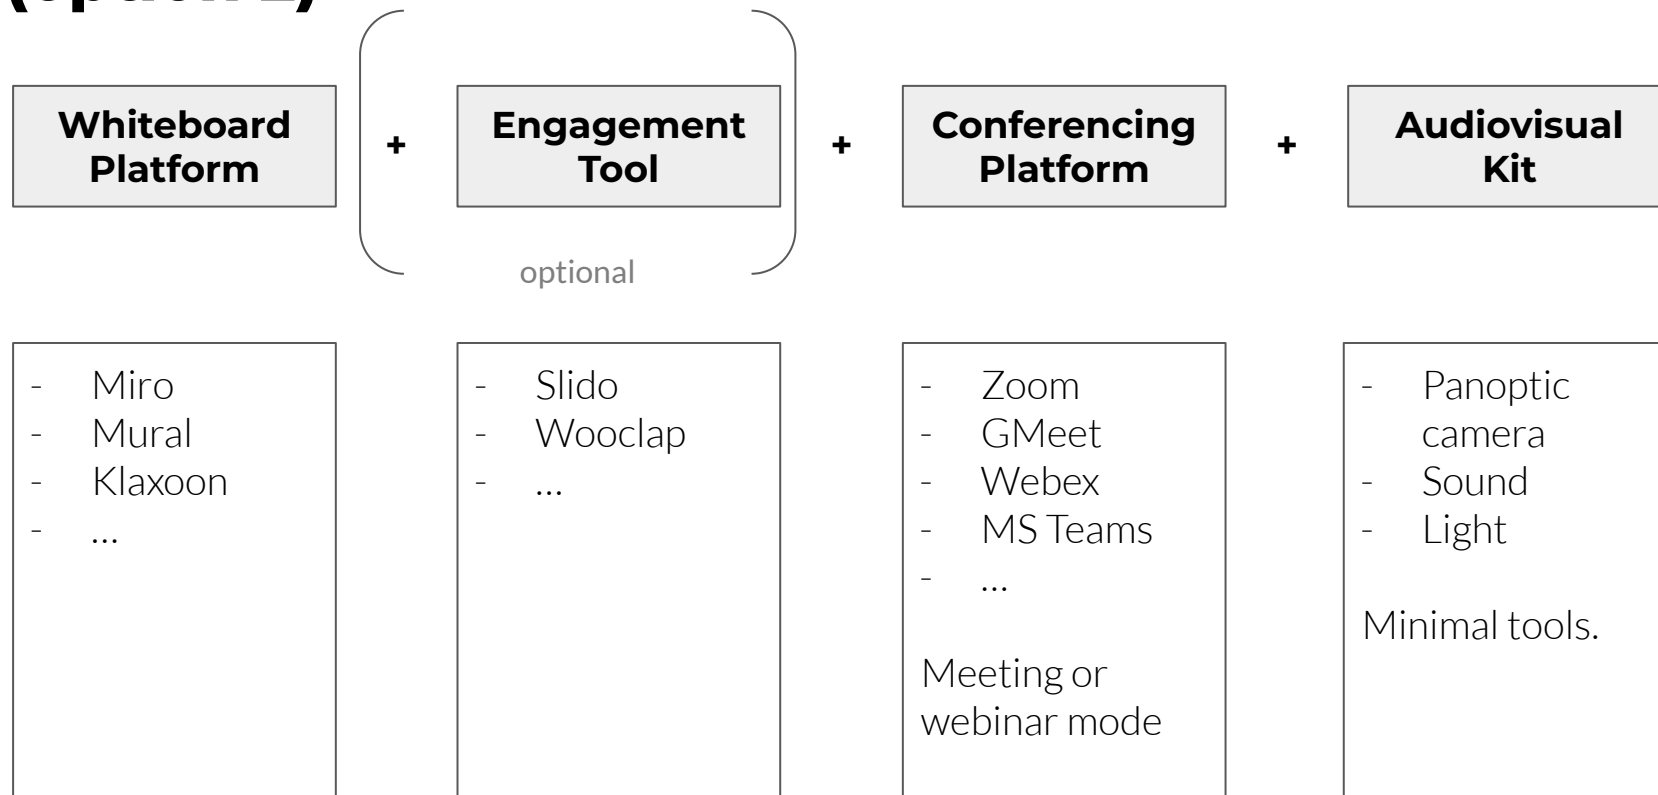 Whiteboard
Platform
+
Engagement
Tool
optional
+
Conferencing
Platform
+
Audiovisual
Kit
- Miro
- Mural
- Klaxoon
- ...
- Slido
- Wooclap
- ...
- Zoom
- GMeet
- Webex
- MS Teams
- ...
Meeting or
webinar mode
- Panoptic
camera
- Sound
- Light
Minimal tools.